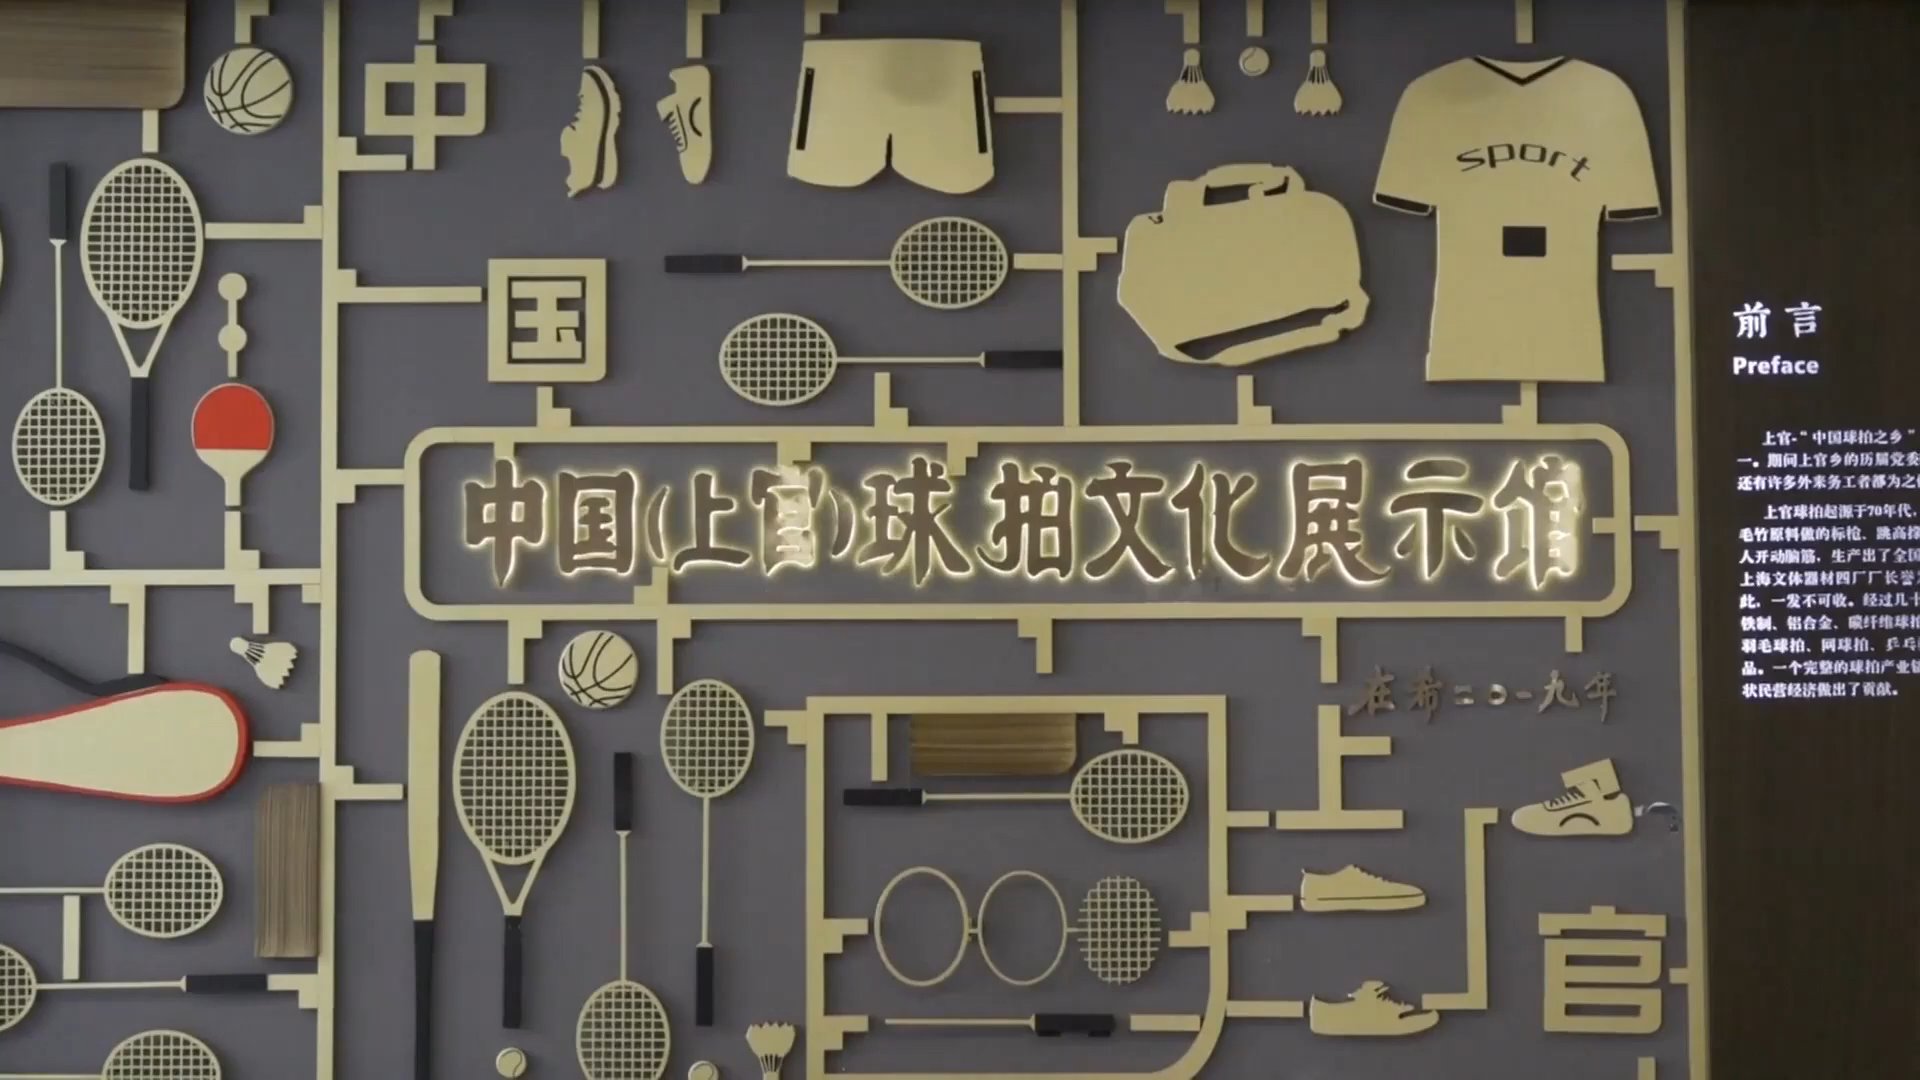 中
国
sport
中国(上官)球拍文化展示馆
在希二〇一九年
上
官
前言
Preface
上官-“中国球拍之乡”
一。期间上官乡的历届党委
还有许多外来务工者都为之
上官球拍起源于70年代，
毛竹原料做的标枪、跳高
人开动脑筋，生产出了全国
上海文体器材四厂厂长
此，一发不可收。经过几十
铁制、铝合金、碳纤维球拍
羽毛球拍、网球拍、乒乓
品。一个完整的球拍产业
状民营经济做出了贡献。